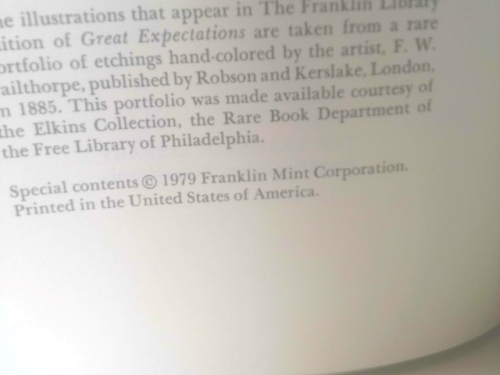 he illustrations that appear in The Franklin Library
ition of Great Expectations are taken from a rare
ortfolio of etchings hand-colored by the artist, F. W.
ailthorpe, published by Robson and Kerslake, London,
n 1885. This portfolio was made available courtesy of
the Elkins Collection, the Rare Book Department of
the Free Library of Philadelphia.
Special contents © 1979 Franklin Mint Corporation.
Printed in the United States of America.